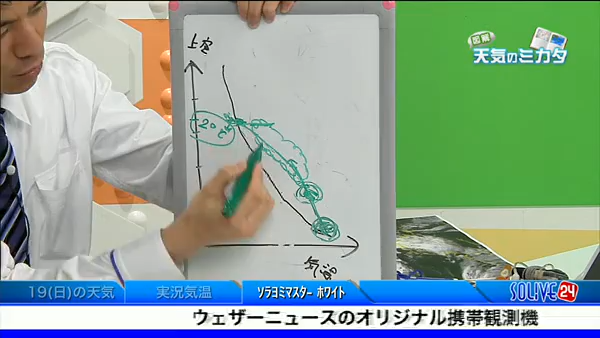 図解
天気のミカタ
上空
20℃
気温
19(日)の天気
実況気温
ソラヨミマスター ホワイト
SOLiVE24
ウェザーニュースのオリジナル携帯観測機